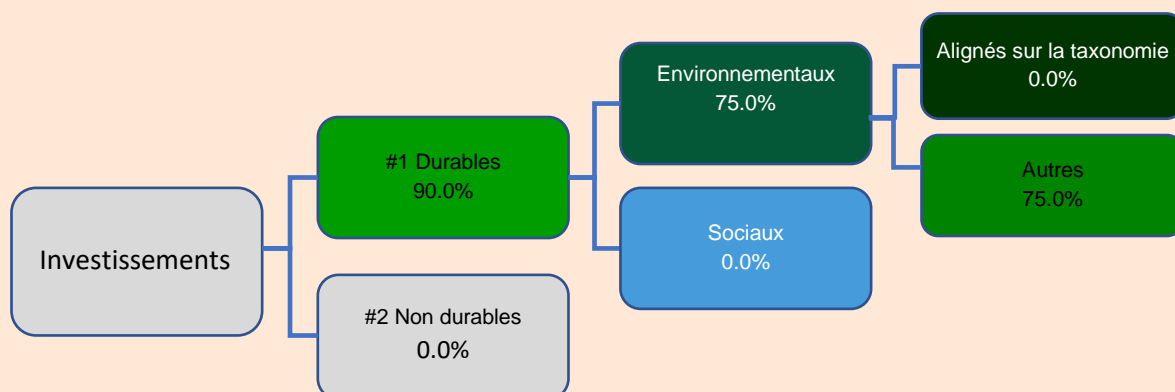 Investissements
#1 Durables
90.0%
#2 Non durables
0.0%
Environnementaux
75.0%
Sociaux
0.0%
Alignés sur la taxonomie
0.0%
Autres
75.0%